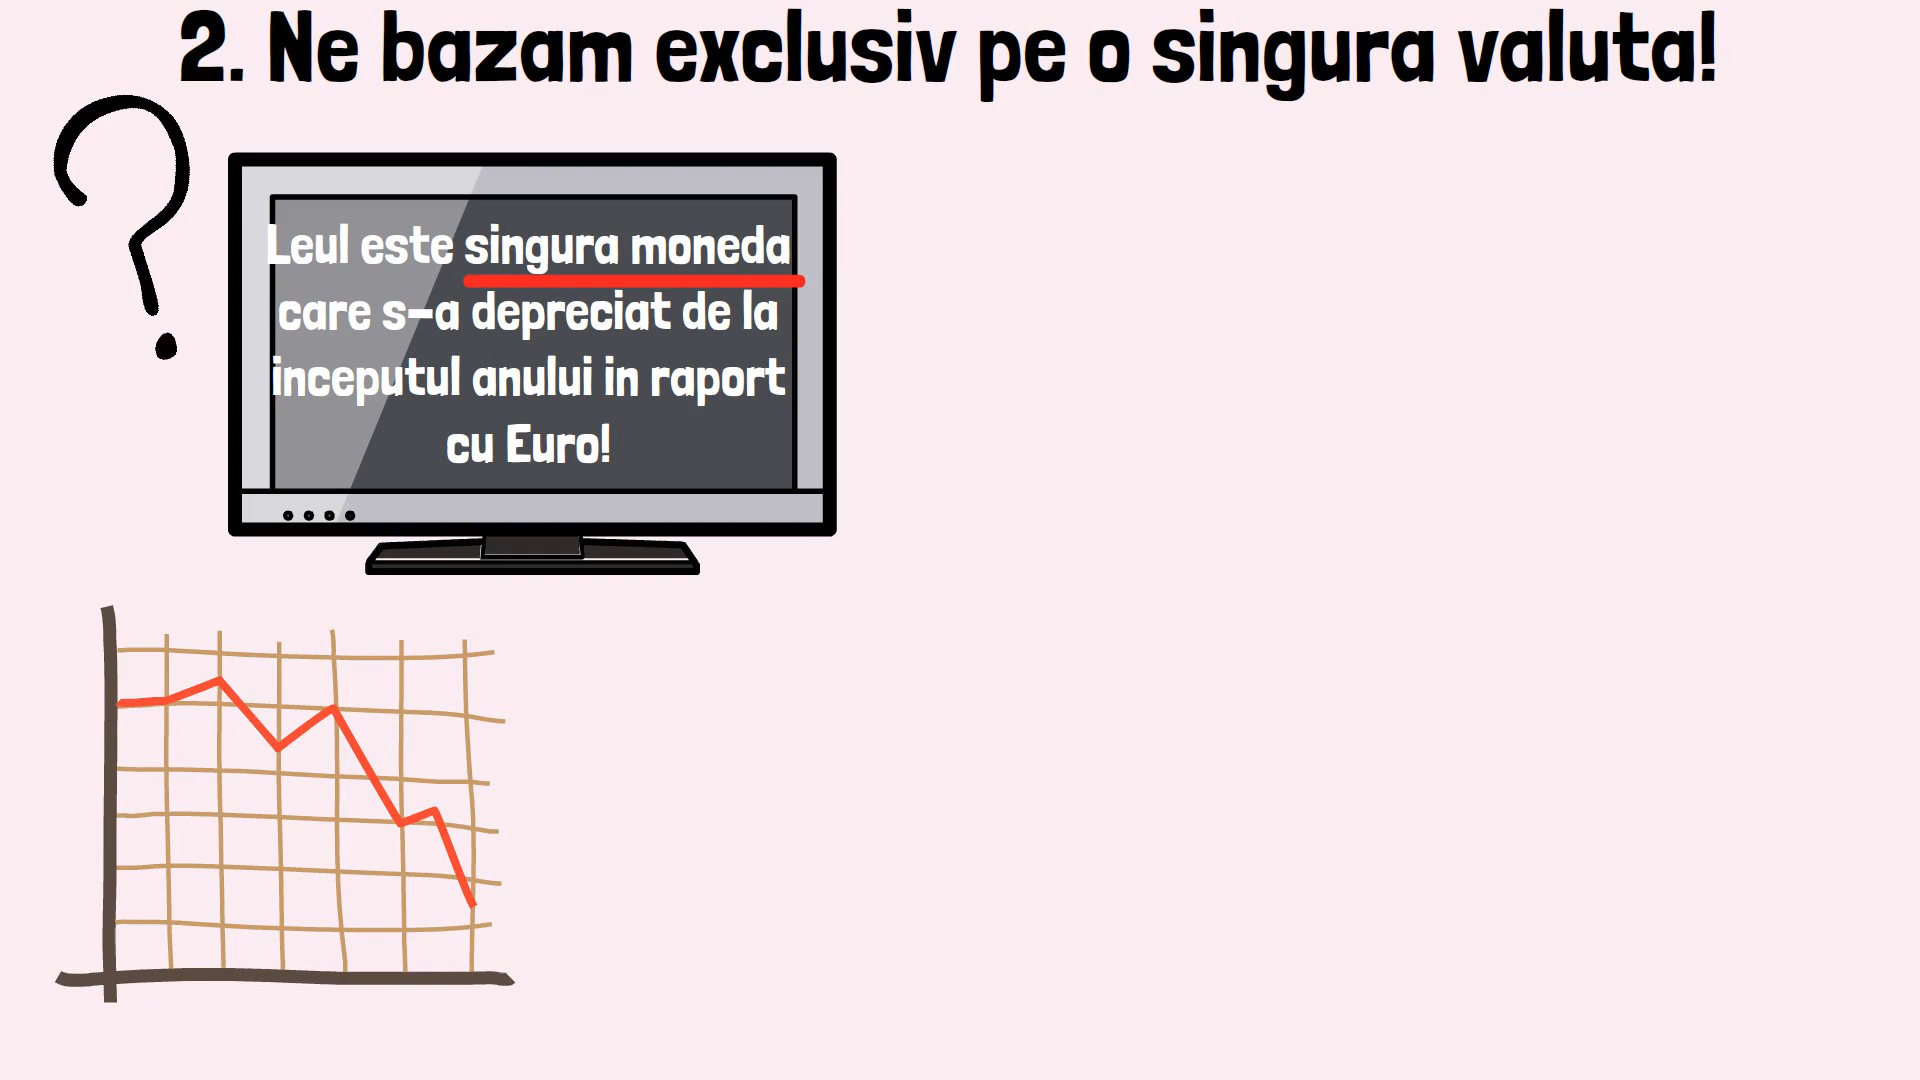 2. Ne bazam exclusiv pe o singura valuta!
Leul este singura moneda
care s-a depreciat de la
inceputul anului in raport
cu Euro!